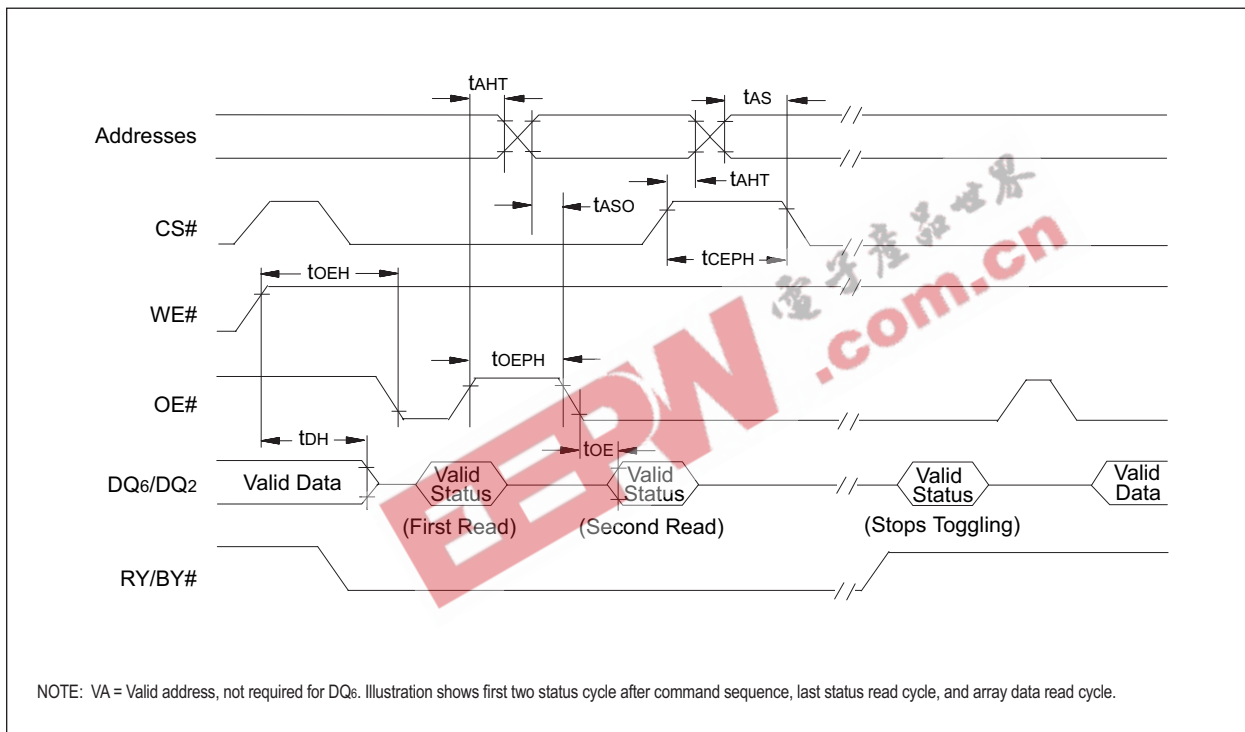 tAHT
tAS
Addresses
tAHT
tASO
CS#
tCEPH
tOEH
WE#
tOEPH
OE#
tDH
tOE
DQ6/DQ2
Valid Data
Valid
Status
Valid
Status
Valid
Status
Valid
Data
(First Read)
(Second Read)
(Stops Toggling)
RY/BY#
EEPW
.com.cn
電子產品世界
NOTE: VA = Valid address, not required for DQ6. Illustration shows first two status cycle after command sequence, last status read cycle, and array data read cycle.